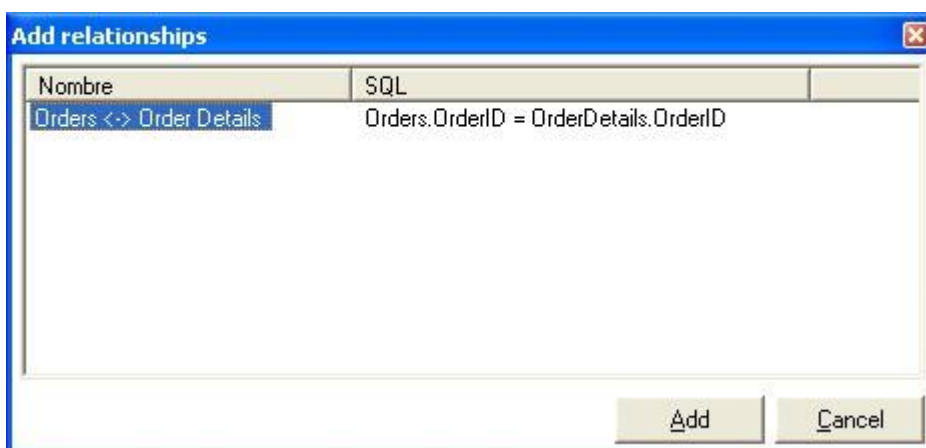 Add relationships
Nombre SQL
Orders <-> Order Details Orders.OrderID = OrderDetails.OrderID
Add Cancel